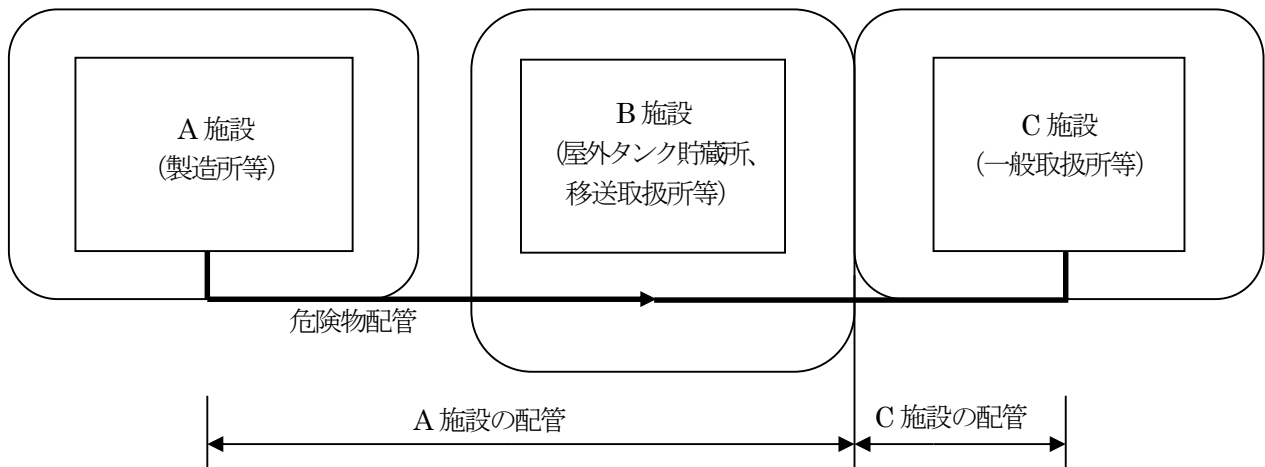 A 施設
(製造所等)
B 施設
(屋外タンク貯蔵所、
移送取扱所等)
C 施設
(一般取扱所等)
危険物配管
A 施設の配管
C 施設の配管